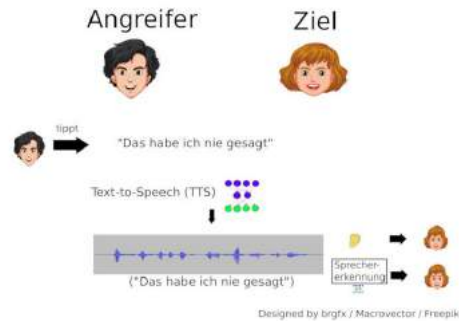 Angreifer
Ziel
tippt
"Das habe ich nie gesagt"
Text-to-Speech (TTS)
("Das habe ich nie gesagt")
Sprecher-
erkennung
Designed by brgfx / Macrovector / Freepik